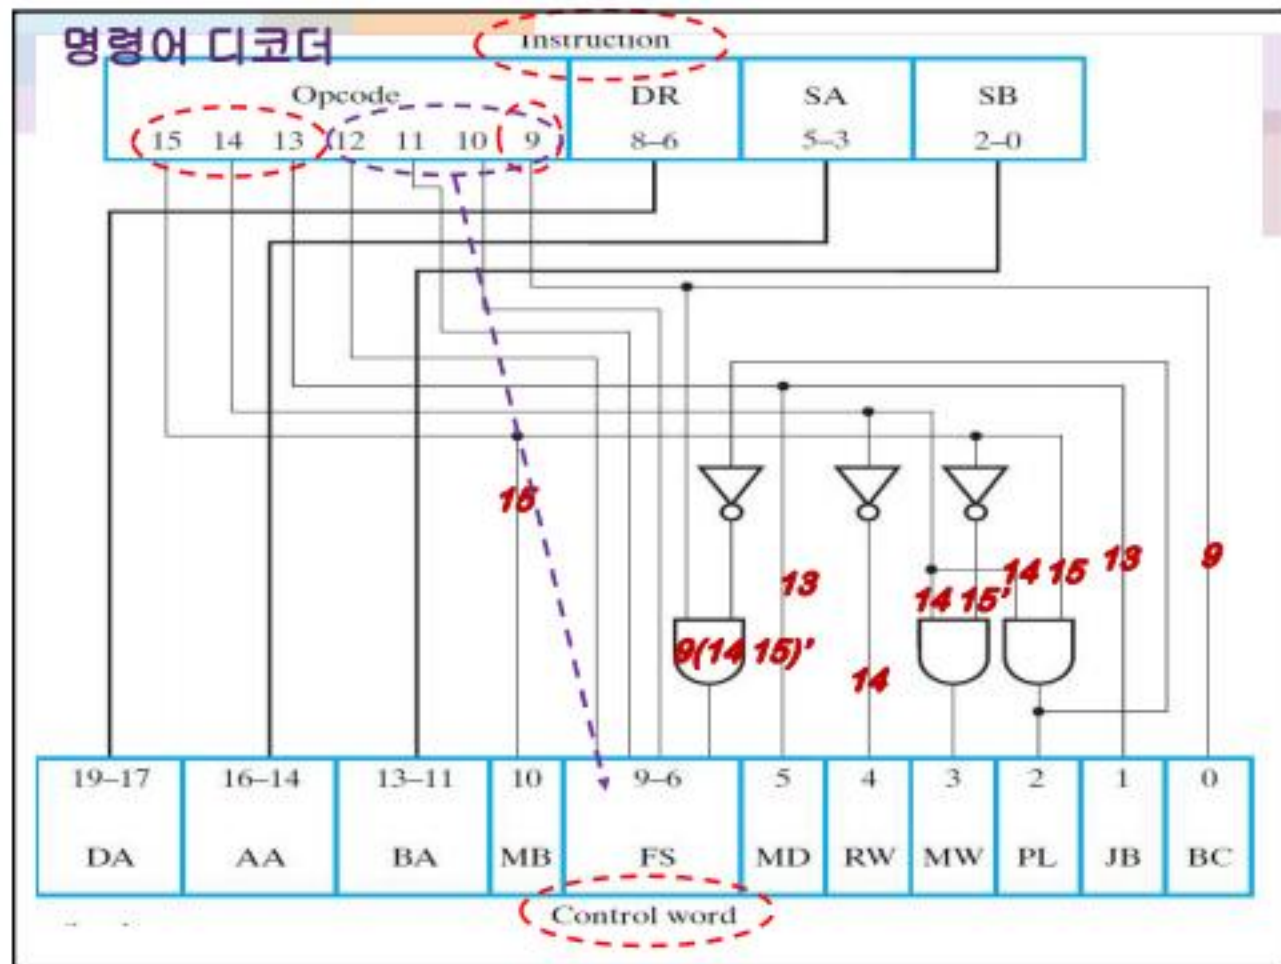 명령어 디코더
Instruction
Opcode DR SA SB
15 14 13 12 11 10 9 8–6 5–3 2–0
15
13
9
13
14 15
14 15'
9(14 15)'
14
19–17 16–14 13–11 10 9–6 5 4 3 2 1 0
DA AA BA MB FS MD RW MW PL JB BC
Control word